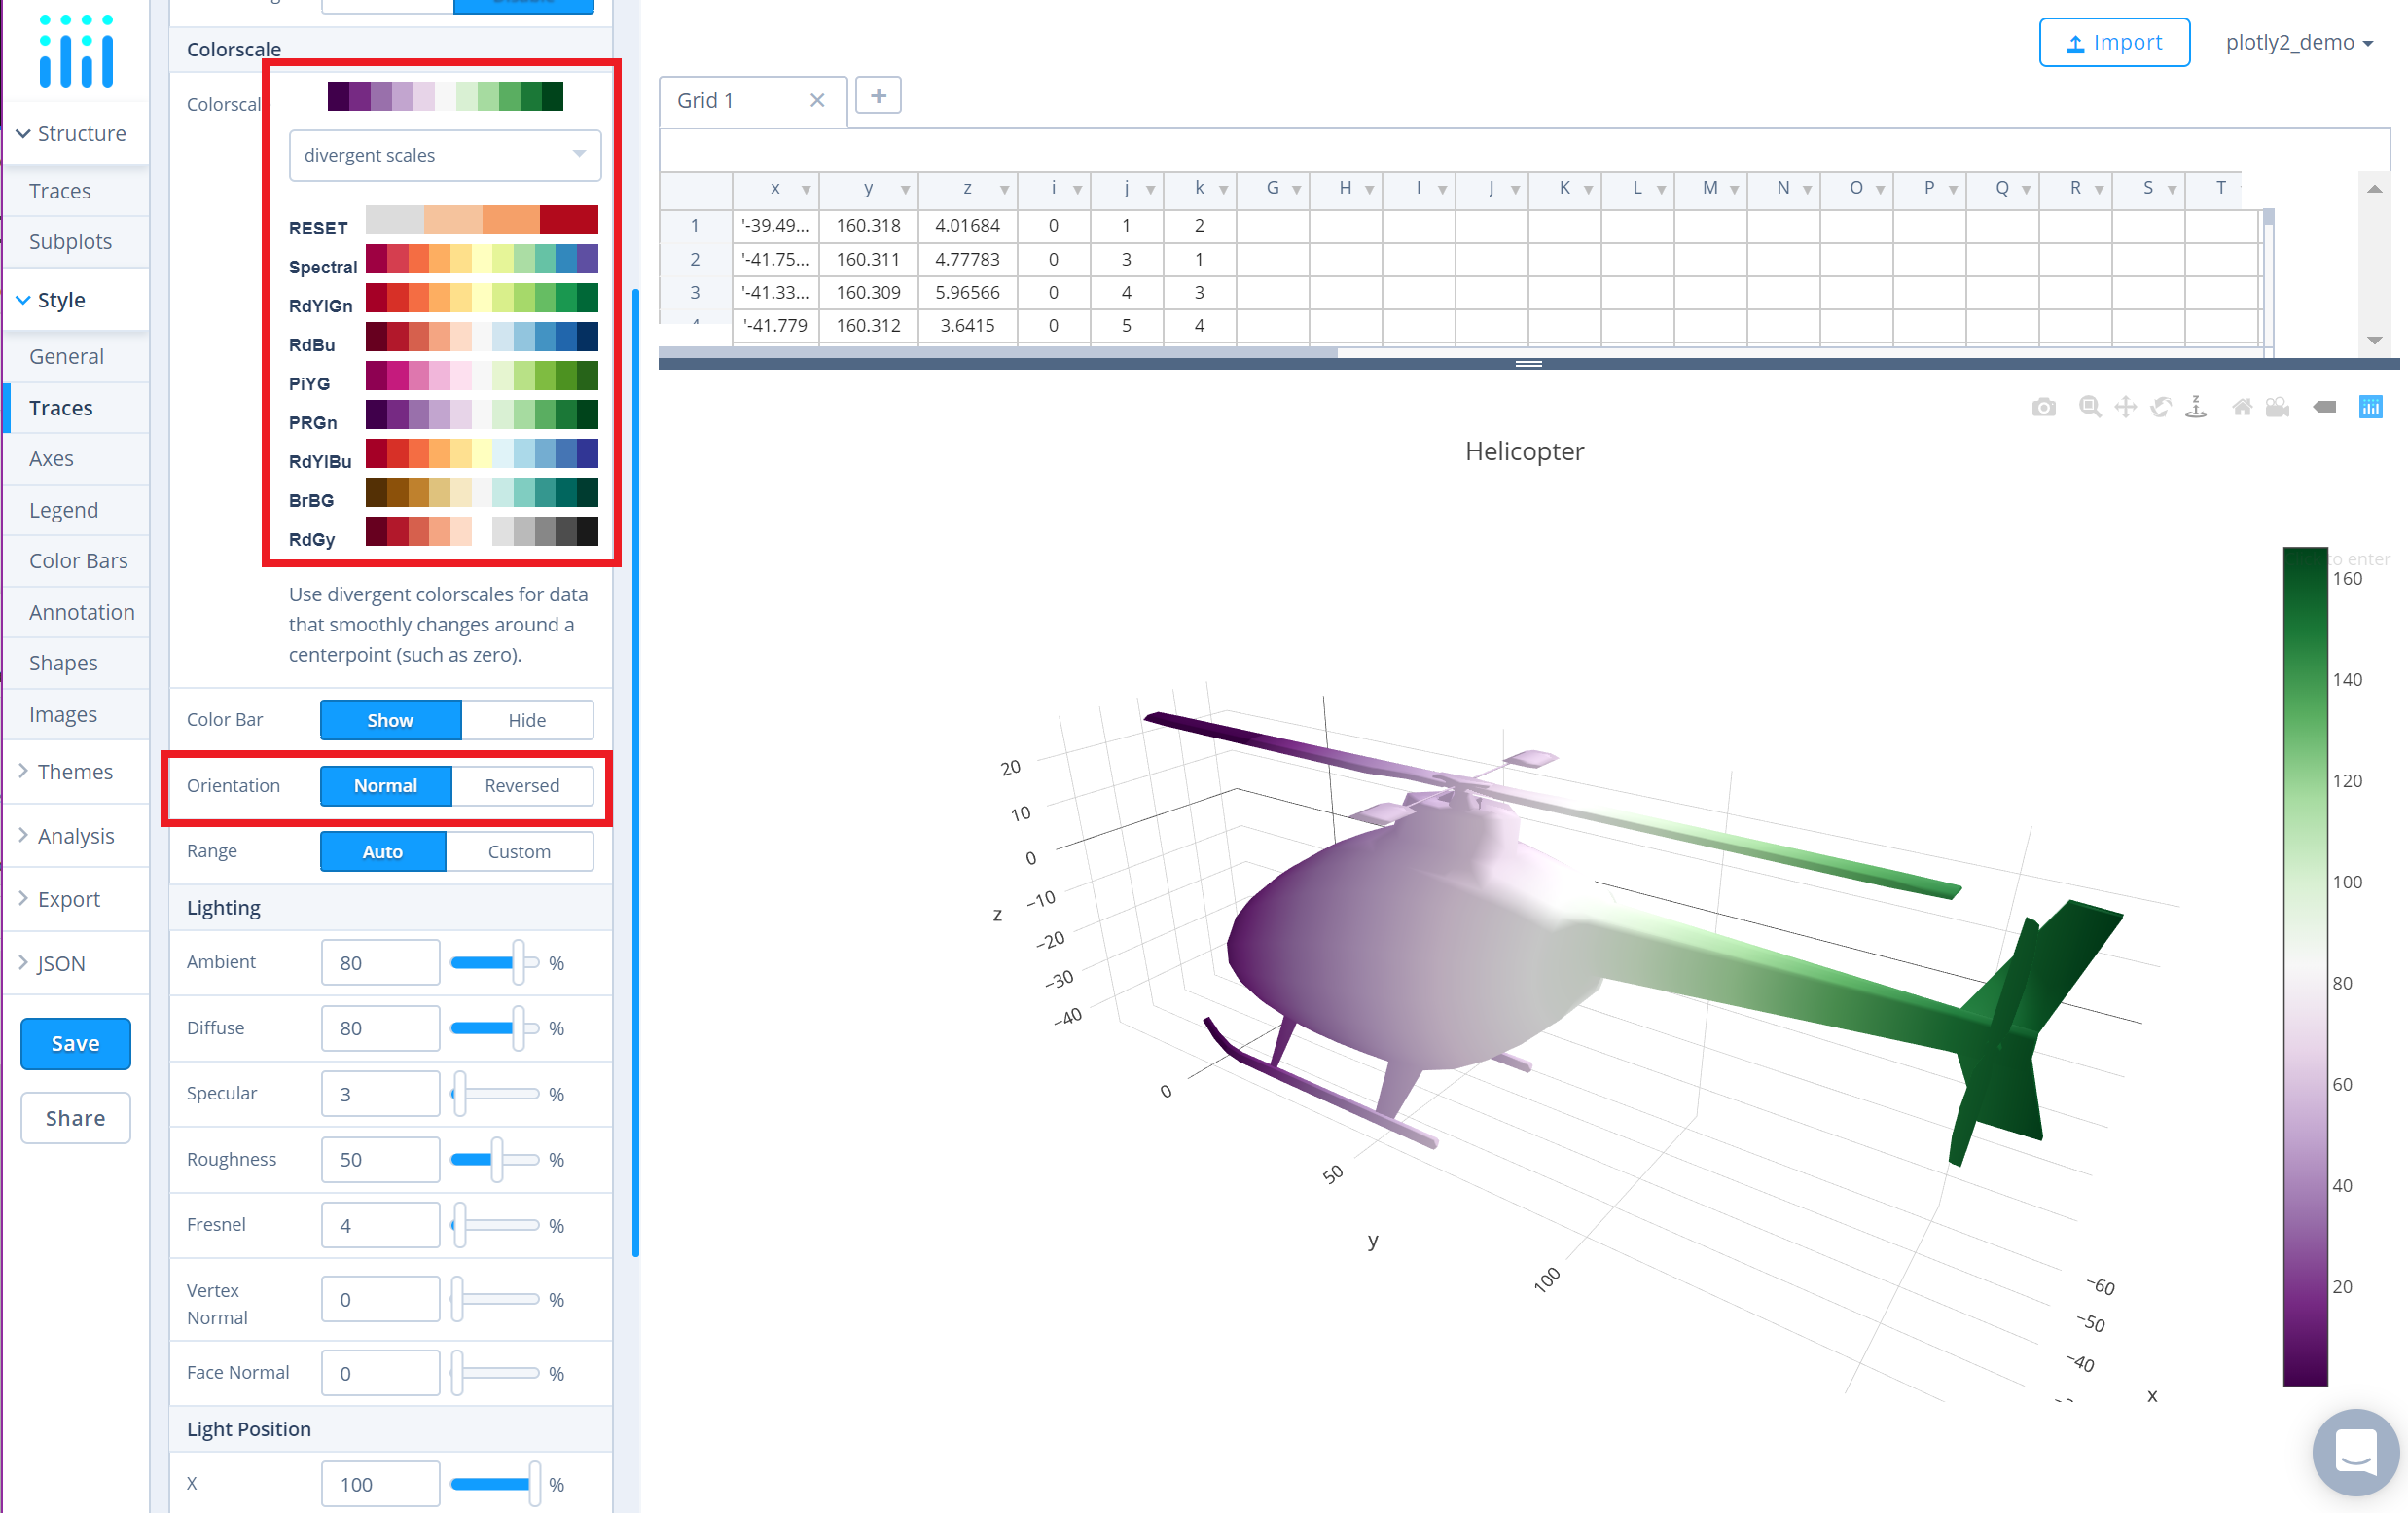 Colorscale
Colorscale
divergent scales
RESET
Spectral
RdYlGn
RdBu
PiYG
PRGn
RdYlBu
BrBG
RdGy
Use divergent colorscales for data
that smoothly changes around a
centerpoint (such as zero).
Color Bar Show Hide
Orientation Normal Reversed
Range Auto Custom
Lighting
Ambient 80 %
Diffuse 80 %
Specular 3 %
Roughness 50 %
Fresnel 4 %
Vertex
Normal 0 %
Face Normal 0 %
Light Position
X 100 %
Structure
Traces
Subplots
Style
General
Traces
Axes
Legend
Color Bars
Annotation
Shapes
Images
Themes
Analysis
Export
JSON
Save
Share
Import plotly2_demo
Grid 1
x y z i j k G H I J K L M N O P Q R S T
1 '-39.49... 160.318 4.01684 0 1 2
2 '-41.75... 160.311 4.77783 0 3 1
3 '-41.33... 160.309 5.96566 0 4 3
4 '-41.779 160.312 3.6415 0 5 4
Helicopter
to enter
160
140
120
100
80
60
40
20
20
10
0
−10
−20
−30
−40
z
0
50
100
y
−60
−50
−40
x